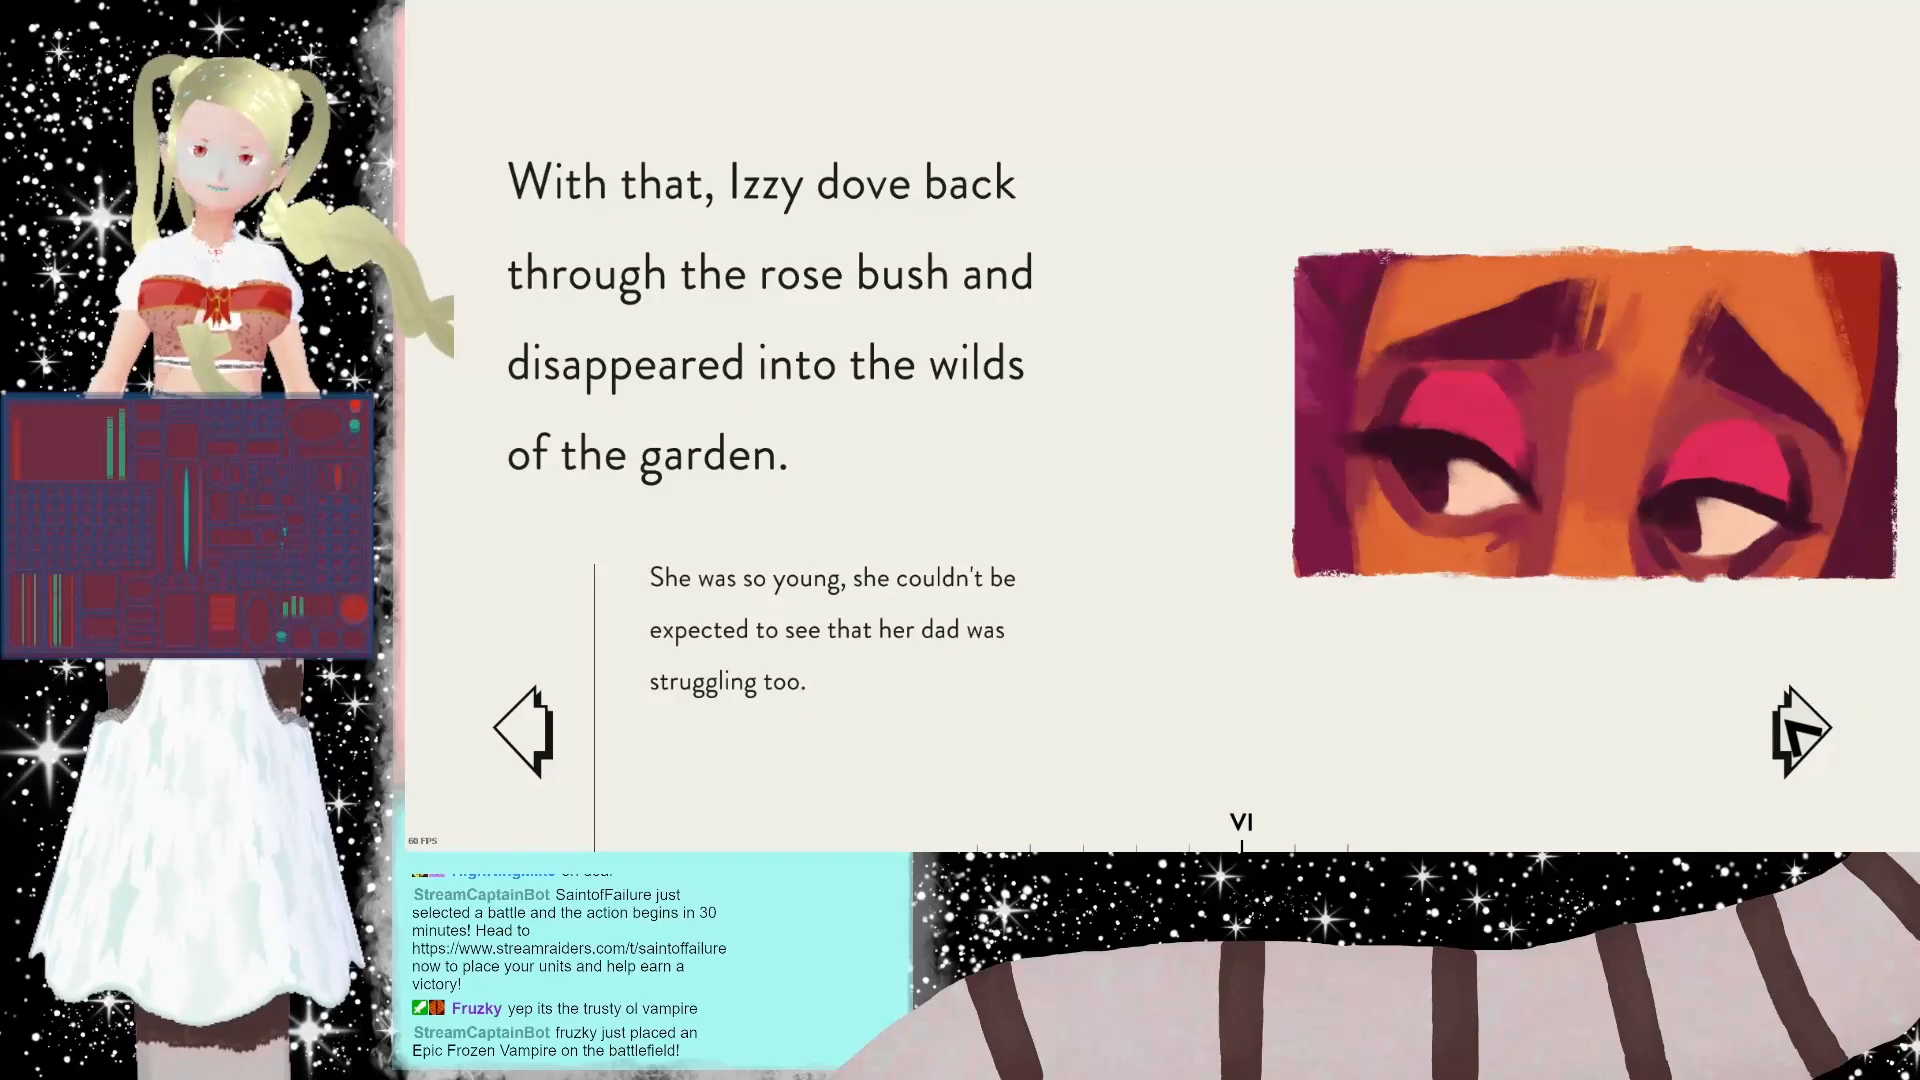 With that, Izzy dove back
through the rose bush and
disappeared into the wilds
of the garden.
She was so young, she couldn't be
expected to see that her dad was
struggling too.
VI
60 FPS
StreamCaptainBot SaintofFailure just
selected a battle and the action begins in 30
minutes! Head to
https://www.streamraiders.com/t/saintoffailure
now to place your units and help earn a
victory!
Fruzky yep its the trusty ol vampire
StreamCaptainBot fruzky just placed an
Epic Frozen Vampire on the battlefield!